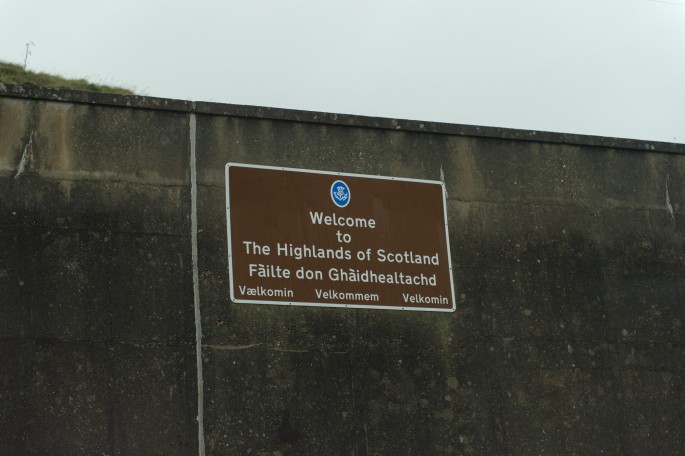 Welcome
to
The Highlands of Scotland
Fàilte don Ghàidhealtachd
Vælkomin Velkommem Velkomin